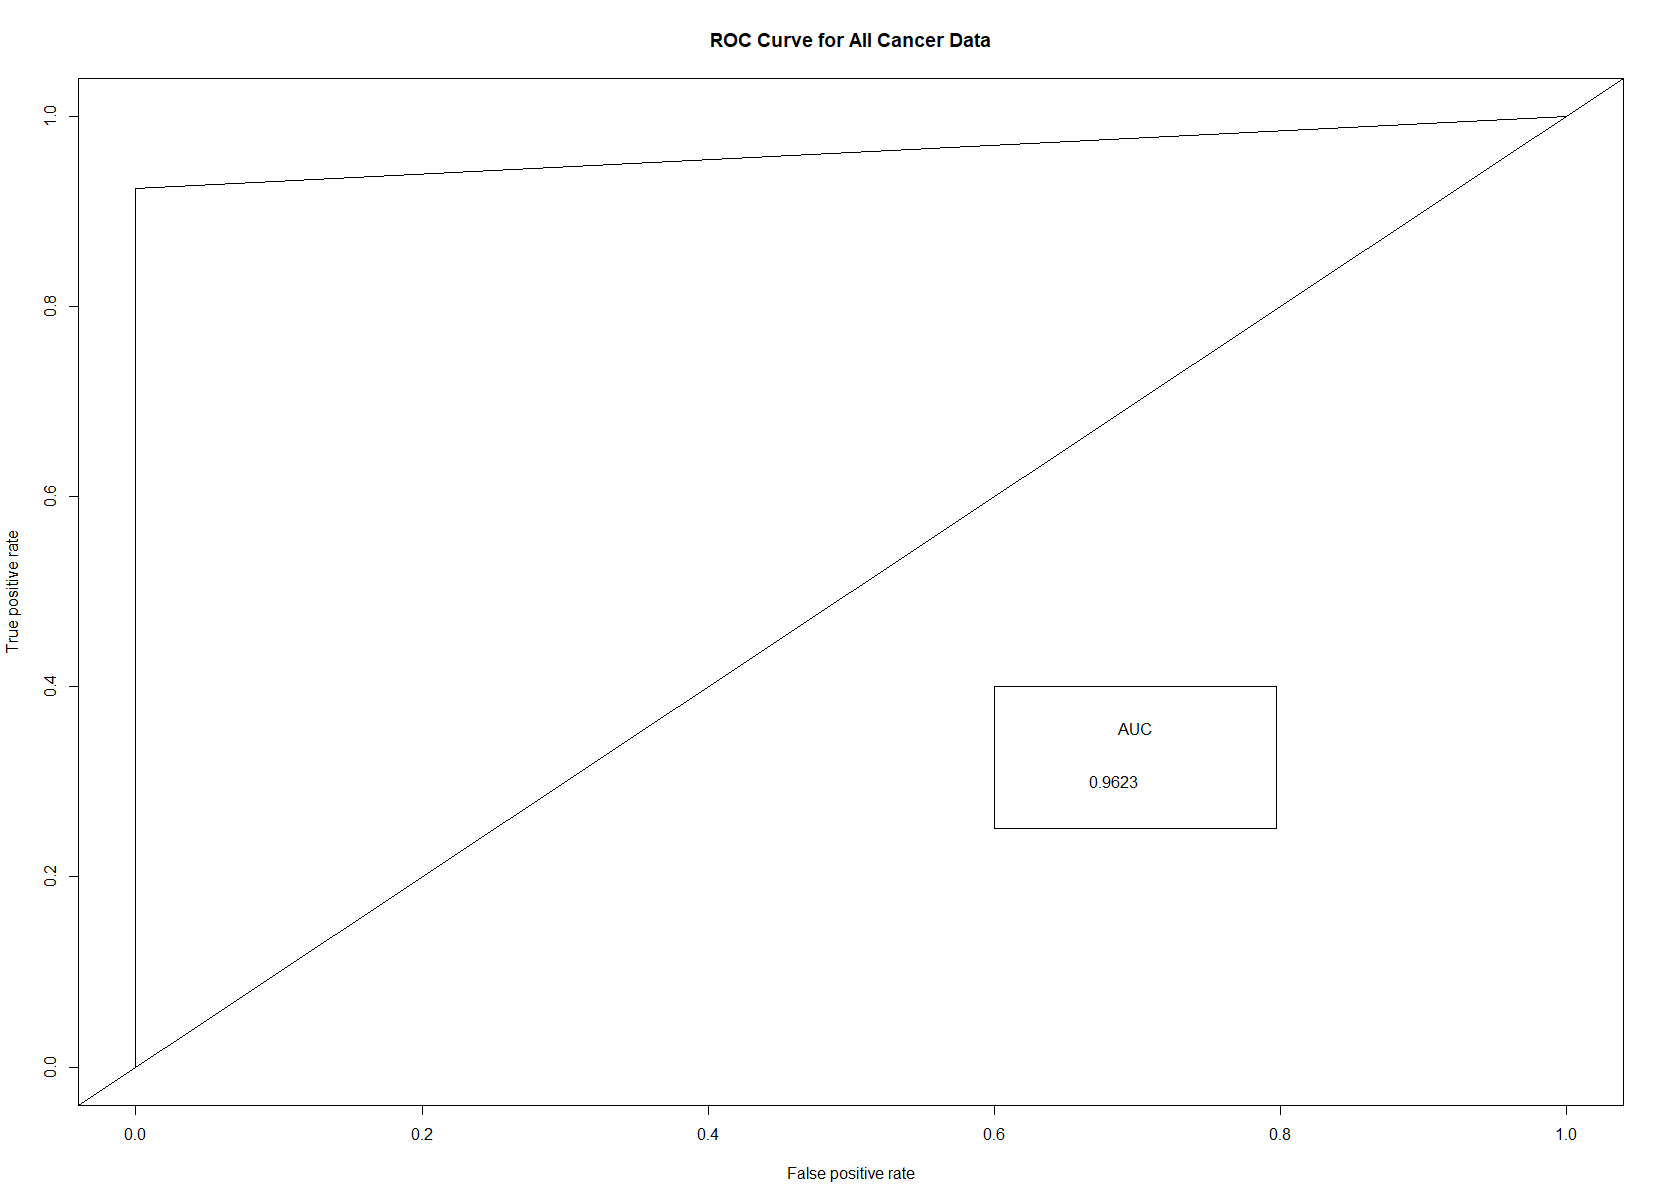 ROC Curve for All Cancer Data
True positive rate
1.0
0.8
0.6
0.4
0.2
0.0
AUC
0.9623
0.0 0.2 0.4 0.6 0.8 1.0
False positive rate